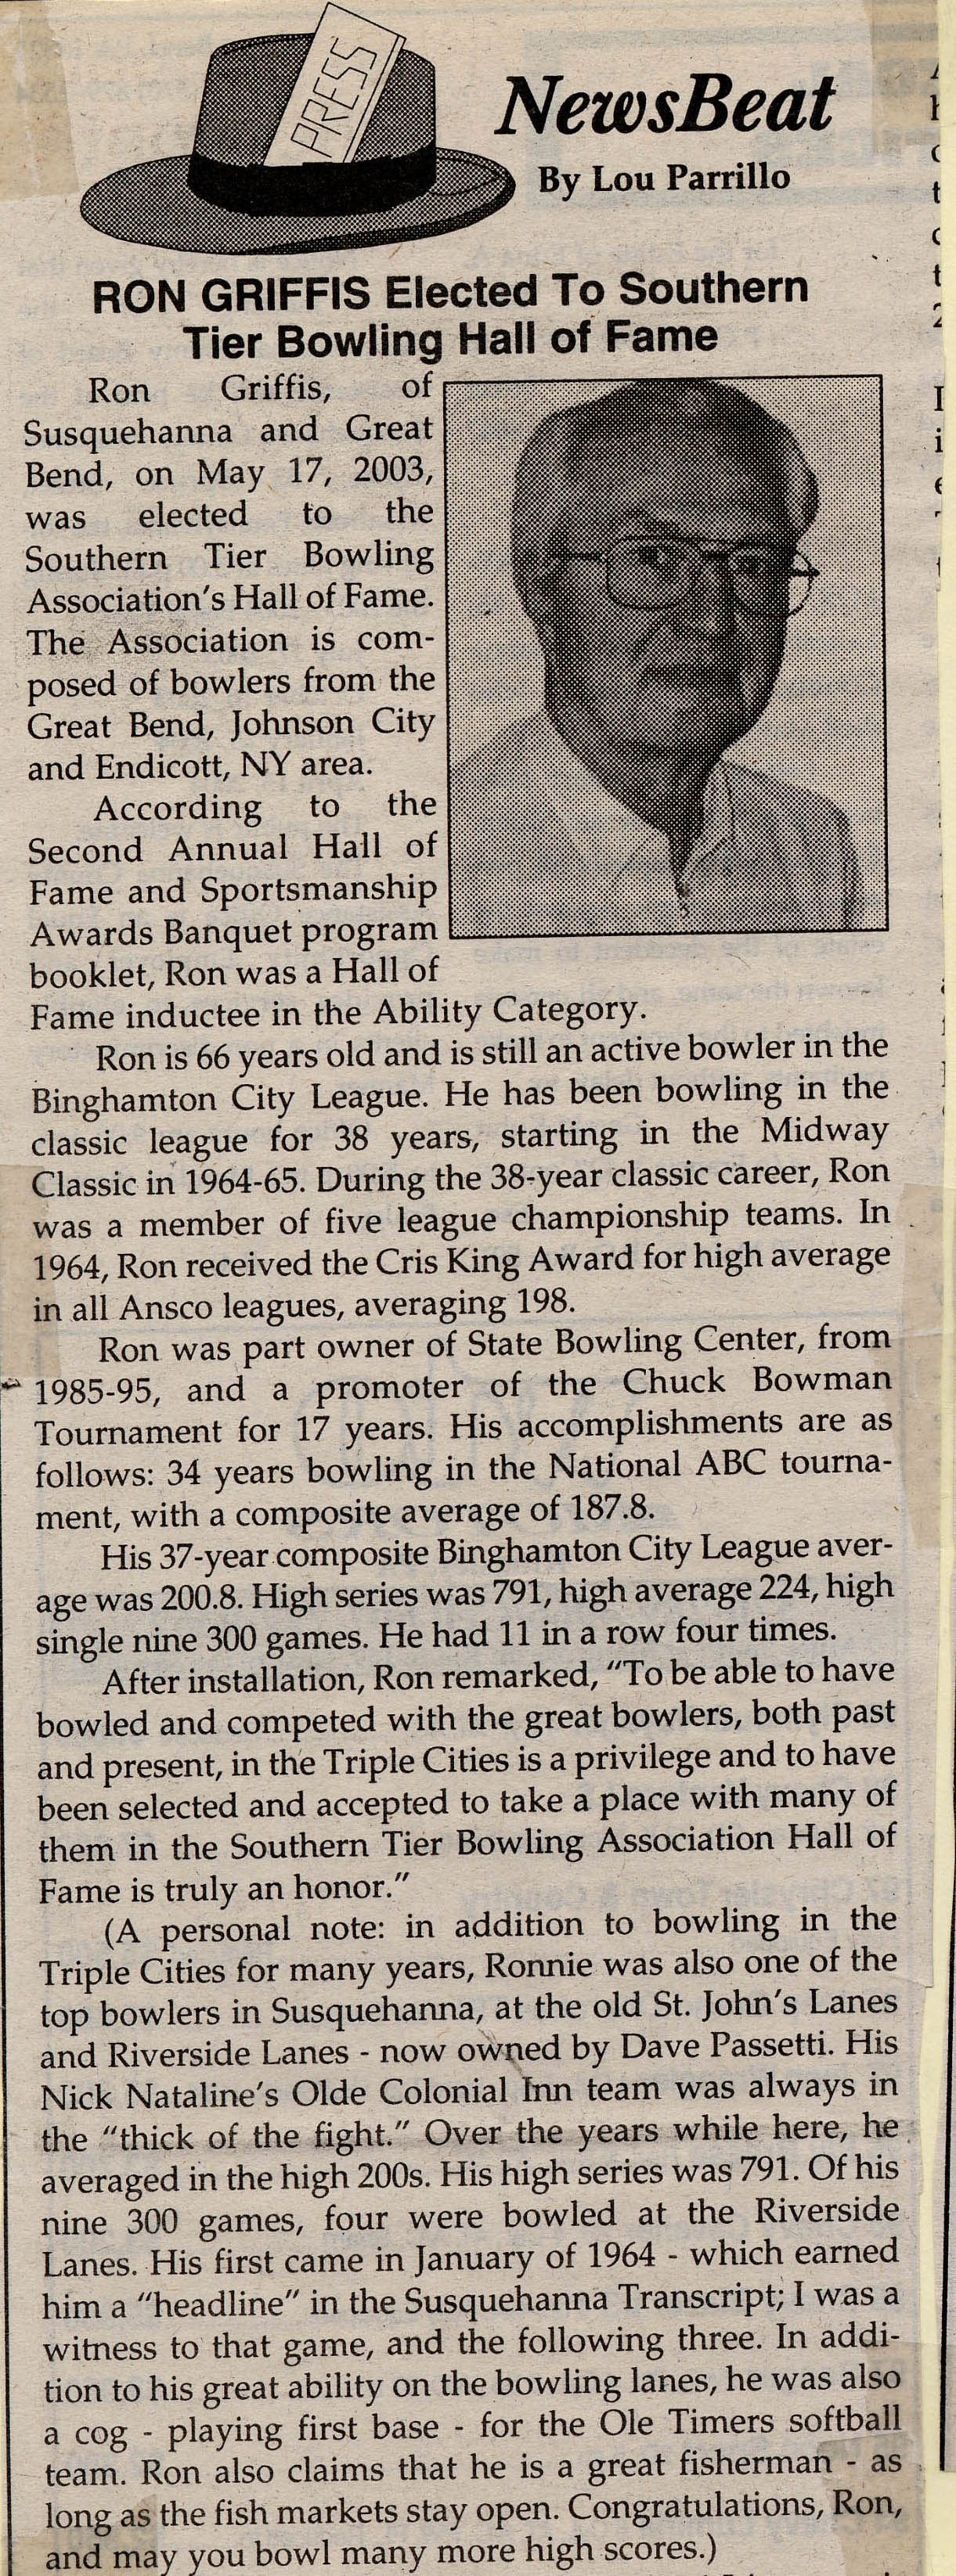 PRESS
NewsBeat
By Lou Parrillo
RON GRIFFIS Elected To Southern
Tier Bowling Hall of Fame
Ron Griffis, of
Susquehanna and Great
Bend, on May 17, 2003,
was elected to the
Southern Tier Bowling
Association's Hall of Fame.
The Association is com-
posed of bowlers from the
Great Bend, Johnson City
and Endicott, NY area.
According to the
Second Annual Hall of
Fame and Sportsmanship
Awards Banquet program
booklet, Ron was a Hall of
Fame inductee in the Ability Category.
Ron is 66 years old and is still an active bowler in the
Binghamton City League. He has been bowling in the
classic league for 38 years, starting in the Midway
Classic in 1964-65. During the 38-year classic career, Ron
was a member of five league championship teams. In
1964, Ron received the Cris King Award for high average
in all Ansco leagues, averaging 198.
Ron was part owner of State Bowling Center, from
1985-95, and a promoter of the Chuck Bowman
Tournament for 17 years. His accomplishments are as
follows: 34 years bowling in the National ABC tourna-
ment, with a composite average of 187.8.
His 37-year composite Binghamton City League aver-
age was 200.8. High series was 791, high average 224, high
single nine 300 games. He had 11 in a row four times.
After installation, Ron remarked, "To be able to have
bowled and competed with the great bowlers, both past
and present, in the Triple Cities is a privilege and to have
been selected and accepted to take a place with many of
them in the Southern Tier Bowling Association Hall of
Fame is truly an honor."
(A personal note: in addition to bowling in the
Triple Cities for many years, Ronnie was also one of the
top bowlers in Susquehanna, at the old St. John's Lanes
and Riverside Lanes - now owned by Dave Passetti. His
Nick Nataline's Olde Colonial Inn team was always in
the "thick of the fight." Over the years while here, he
averaged in the high 200s. His high series was 791. Of his
nine 300 games, four were bowled at the Riverside
Lanes. His first came in January of 1964 - which earned
him a "headline" in the Susquehanna Transcript; I was a
witness to that game, and the following three. In addi-
tion to his great ability on the bowling lanes, he was also
a cog - playing first base - for the Ole Timers softball
team. Ron also claims that he is a great fisherman - as
long as the fish markets stay open. Congratulations, Ron,
and may you bowl many more high scores.)